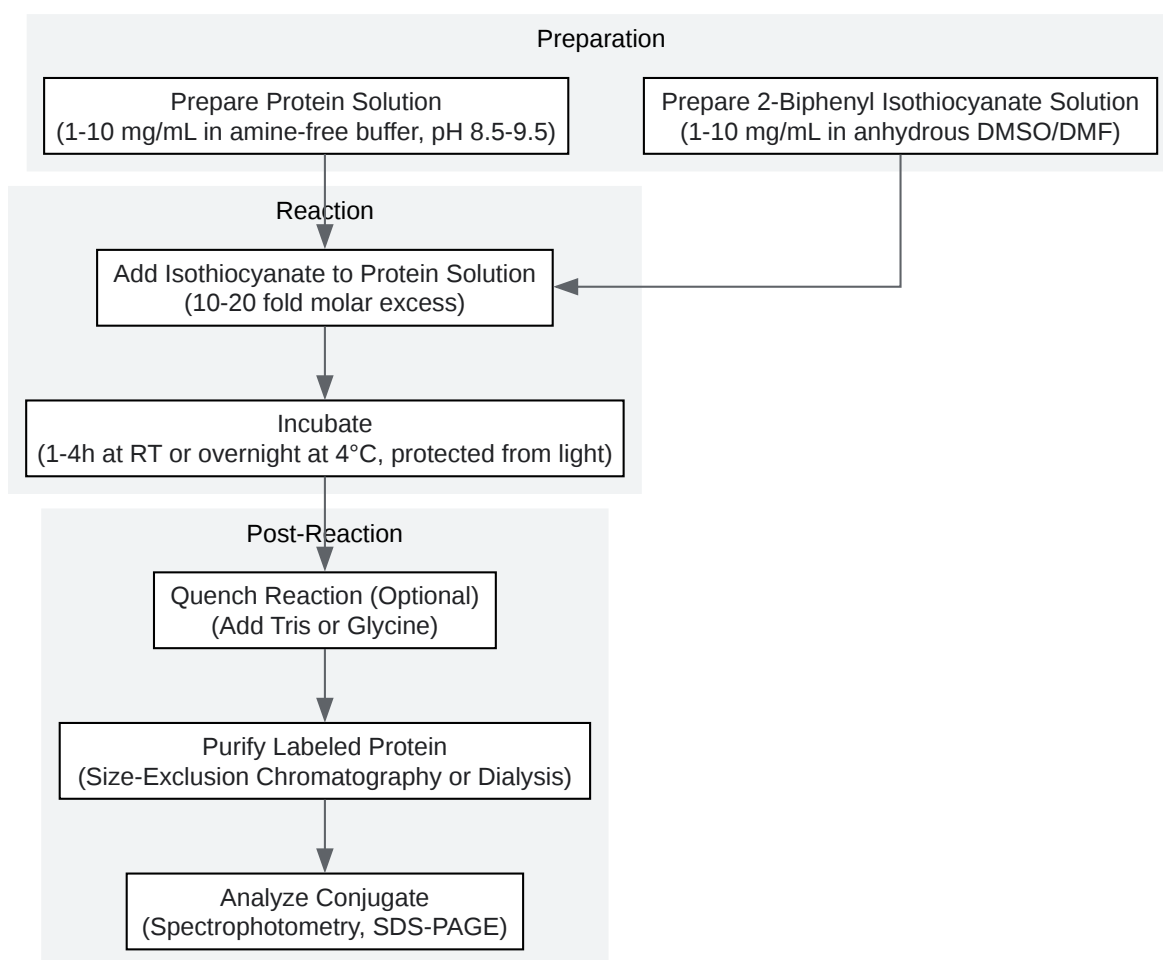 Preparation
Prepare Protein Solution
(1-10 mg/mL in amine-free buffer, pH 8.5-9.5)
Prepare 2-Biphenyl Isothiocyanate Solution
(1-10 mg/mL in anhydrous DMSO/DMF)
Reaction
Add Isothiocyanate to Protein Solution
(10-20 fold molar excess)
Incubate
(1-4h at RT or overnight at 4°C, protected from light)
Post-Reaction
Quench Reaction (Optional)
(Add Tris or Glycine)
Purify Labeled Protein
(Size-Exclusion Chromatography or Dialysis)
Analyze Conjugate
(Spectrophotometry, SDS-PAGE)